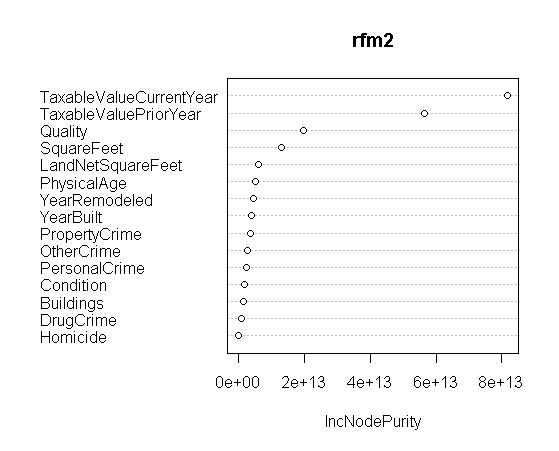 rfm2
TaxableValueCurrentYear
TaxableValuePriorYear
Quality
SquareFeet
LandNetSquareFeet
PhysicalAge
YearRemodeled
YearBuilt
PropertyCrime
OtherCrime
PersonalCrime
Condition
Buildings
DrugCrime
Homicide
0e+00 2e+13 4e+13 6e+13 8e+13
IncNodePurity